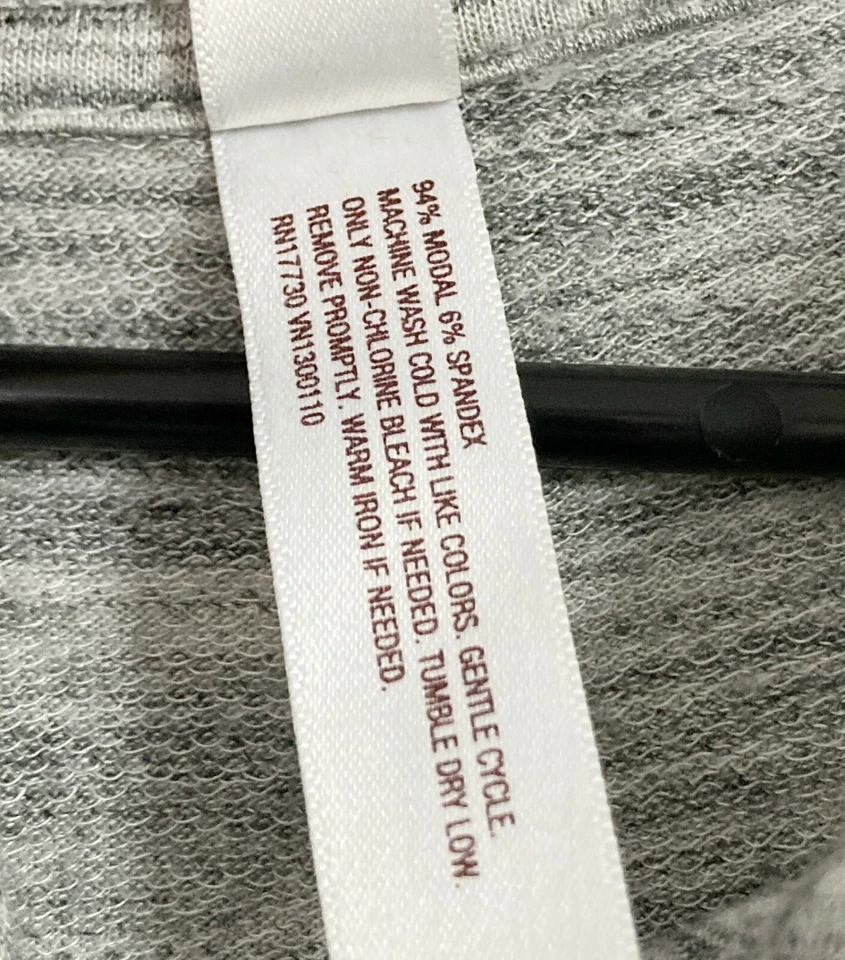 94% MODAL 6% SPANDEX
MACHINE WASH COLD WITH LIKE COLORS. GENTLE CYCLE.
ONLY NON-CHLORINE BLEACH IF NEEDED. TUMBLE DRY LOW.
REMOVE PROMPTLY. WARM IRON IF NEEDED.
RN17730 VN1300110